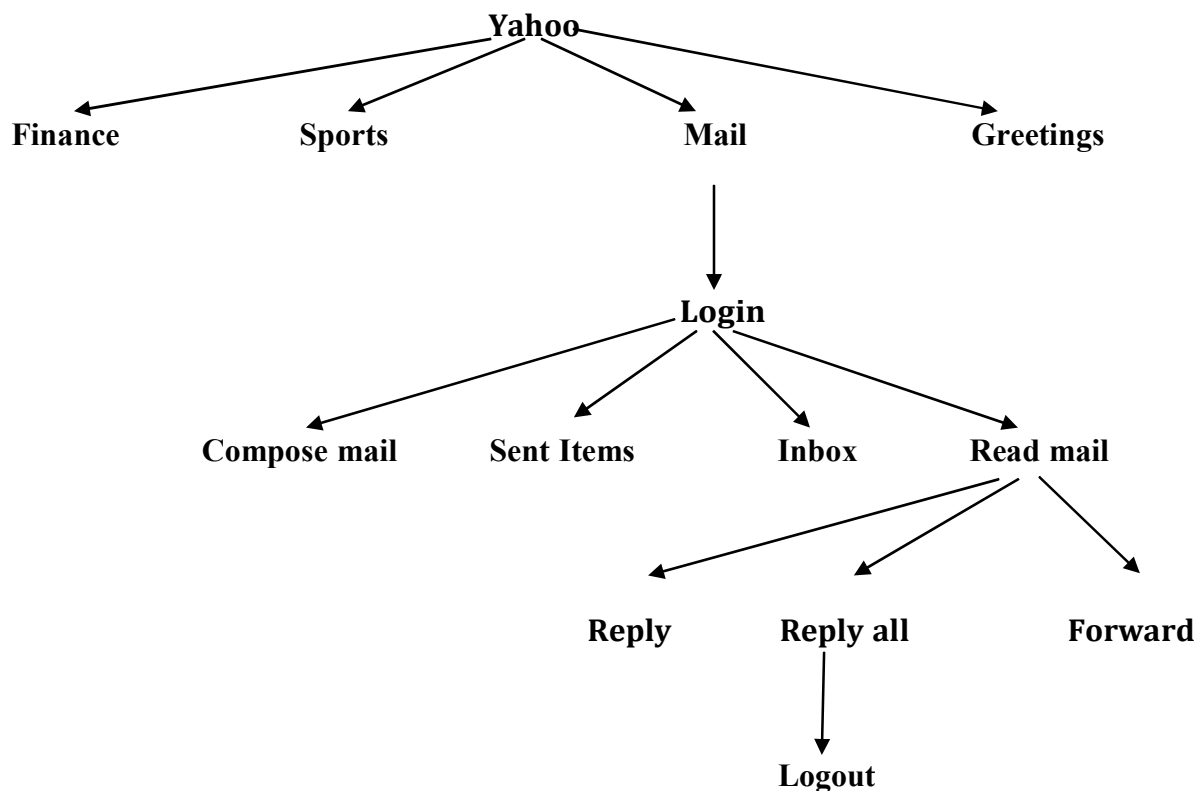 Yahoo
Finance Sports Mail Greetings
Login
Compose mail Sent Items Inbox Read mail
Reply Reply all Forward
Logout